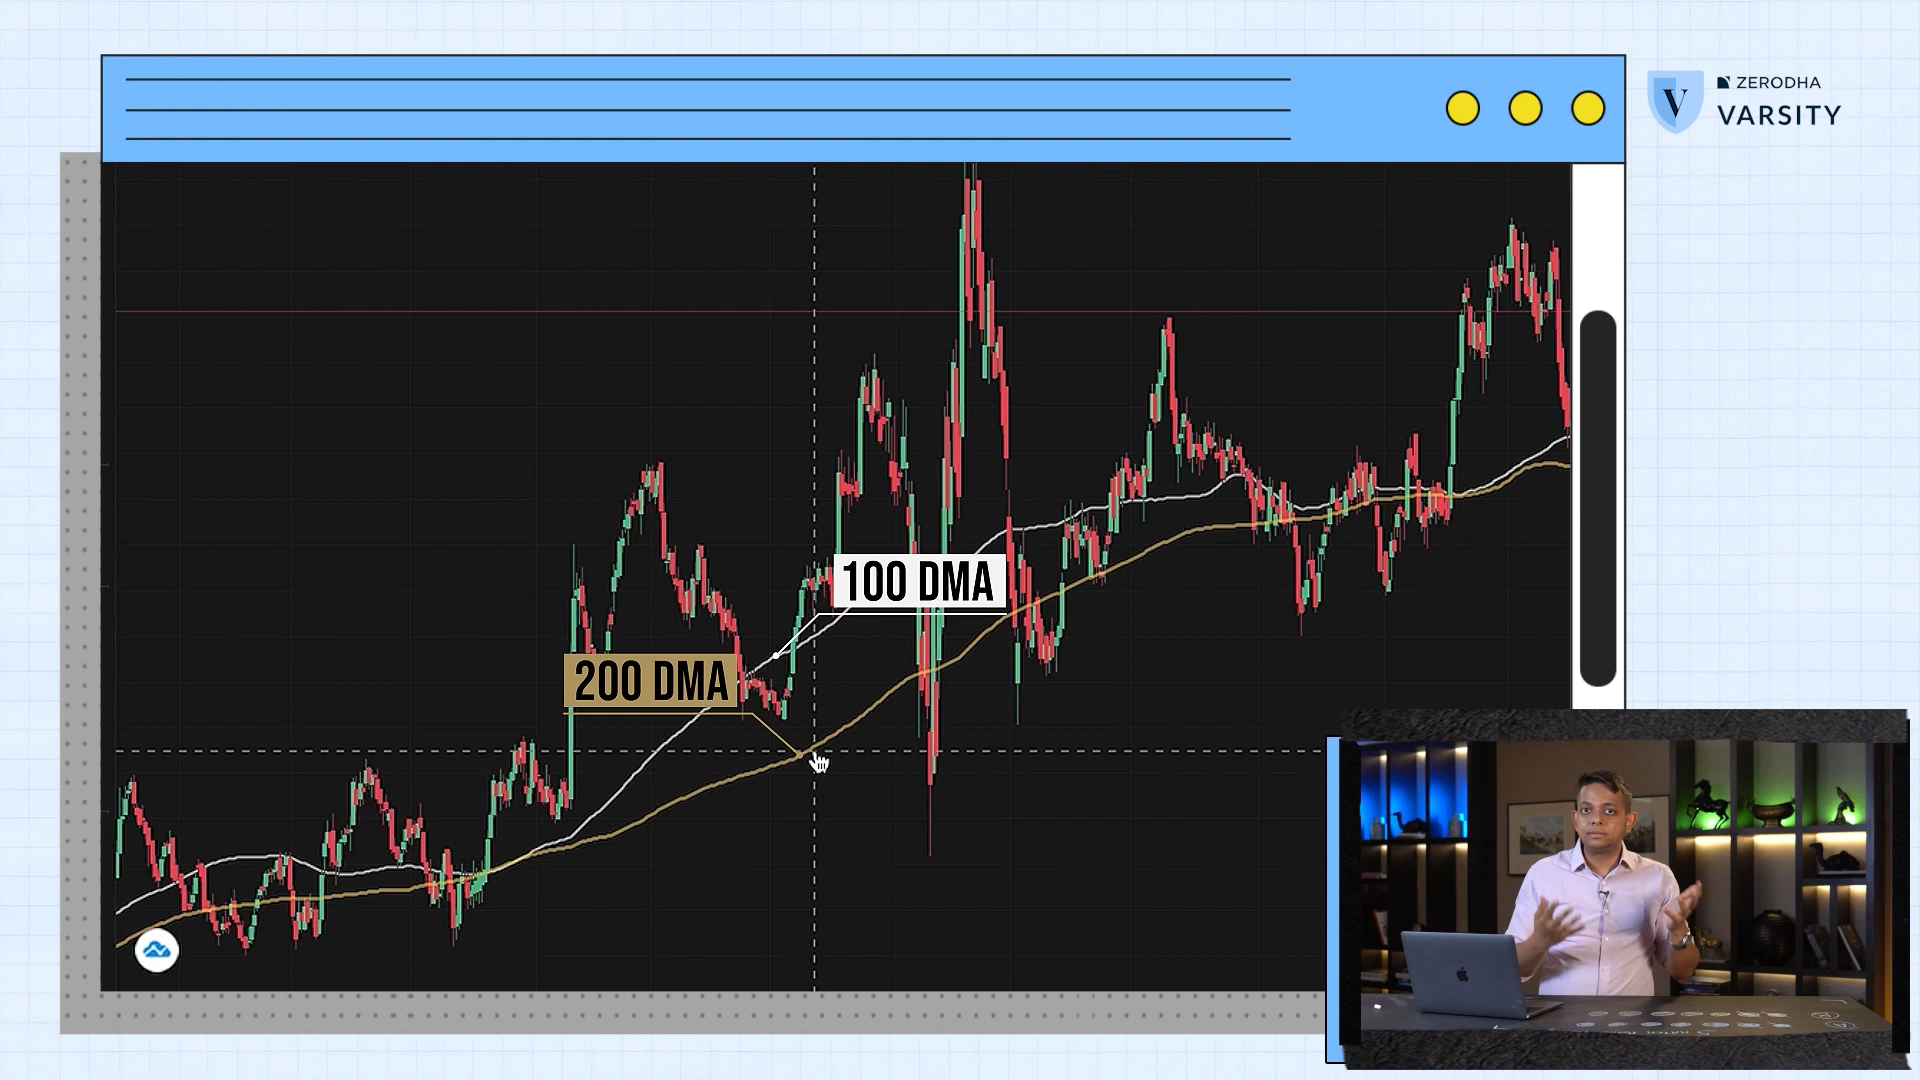 V
ZERODHA
VARSITY
100 DMA
200 DMA